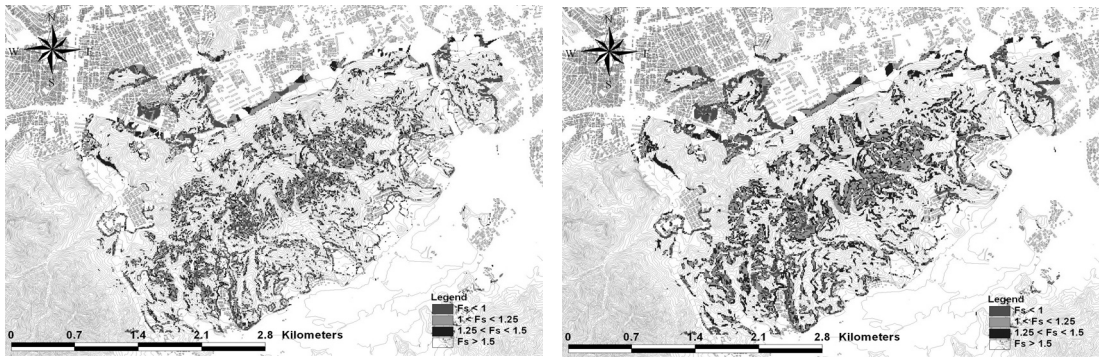 N
W E
S
Legend
Fs < 1
1 < Fs < 1.25
1.25 < Fs < 1.5
Fs > 1.5
0 0.7 1.4 2.1 2.8 Kilometers
N
W E
S
Legend
Fs < 1
1 < Fs < 1.25
1.25 < Fs < 1.5
Fs > 1.5
0 0.7 1.4 2.1 2.8 Kilometers